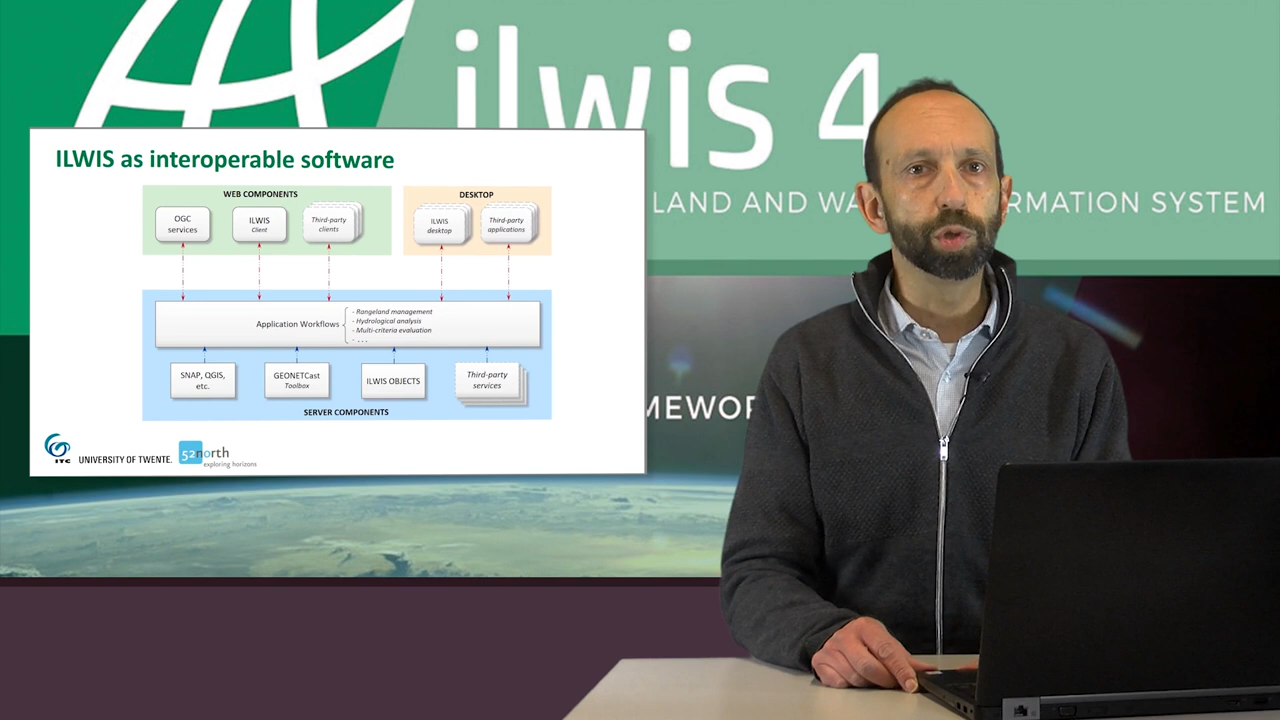 ilwis 4
LAND AND WA RMATION SYSTEM
MEWOR
ILWIS as interoperable software
WEB COMPONENTS
DESKTOP
OGC
services
ILWIS
Client
Third-party
clients
ILWIS
desktop
Third-party
applications
Application Workflows
- Rangeland management
- Hydrological analysis
- Multi-criteria evaluation
- . . .
SNAP, QGIS,
etc.
GEONETCast
Toolbox
ILWIS OBJECTS
Third-party
services
SERVER COMPONENTS
ITC
UNIVERSITY OF TWENTE.
52north
exploring horizons